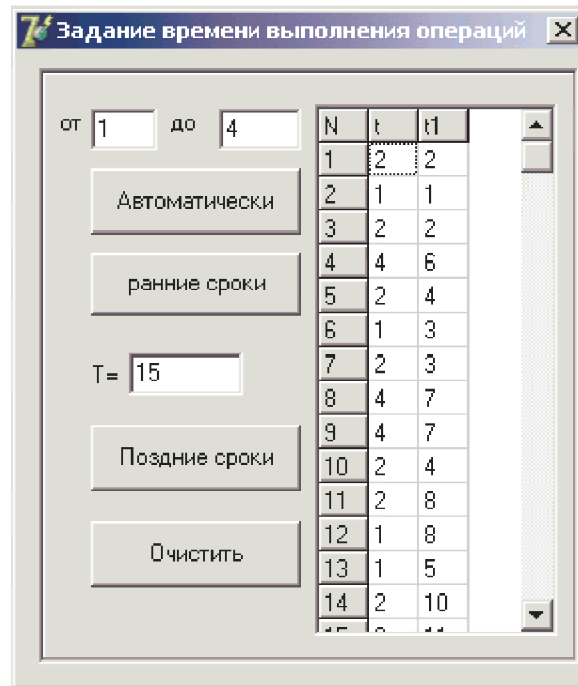 Задание времени выполнения операций
от 1 до 4
Автоматически
ранние сроки
T= 15
Поздние сроки
Очистить
N t t1
1 2 2
2 1 1
3 2 2
4 4 6
5 2 4
6 1 3
7 2 3
8 4 7
9 4 7
10 2 4
11 2 8
12 1 8
13 1 5
14 2 10